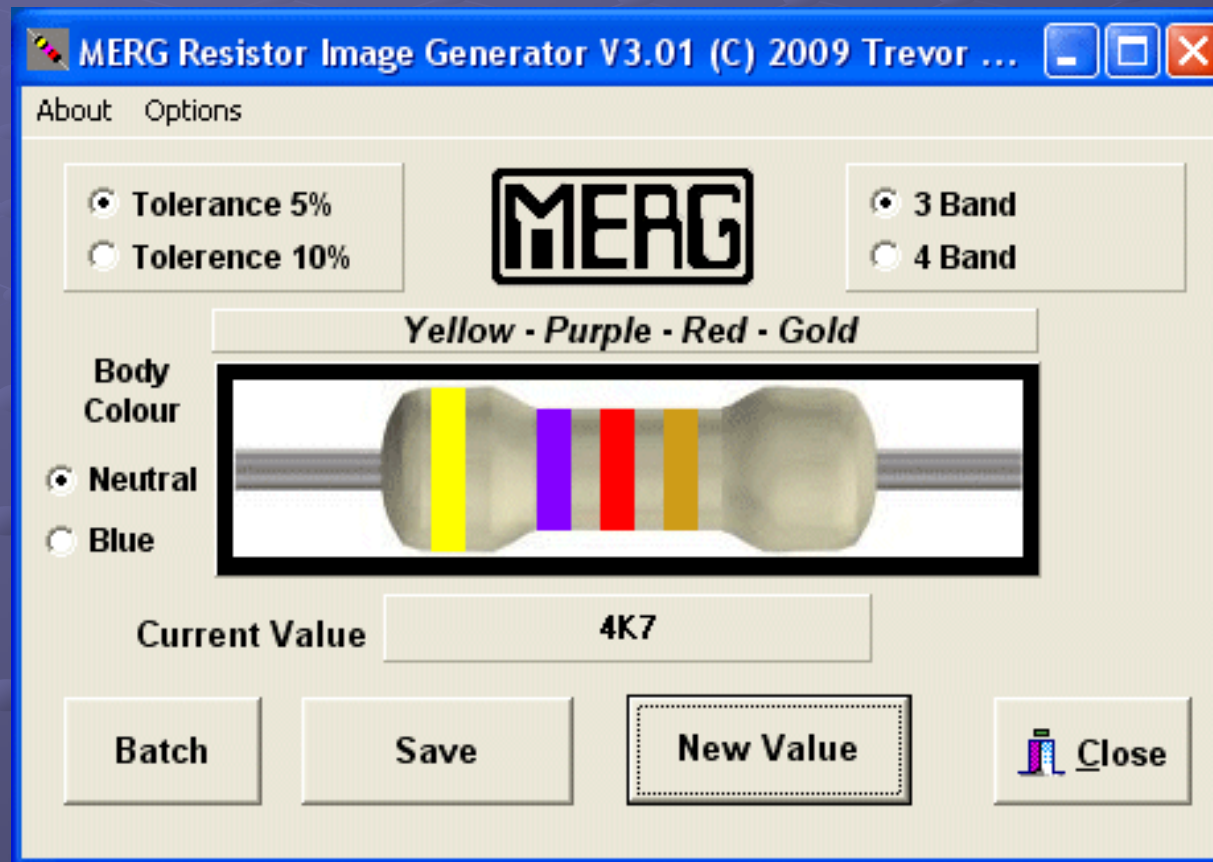 MERG Resistor Image Generator V3.01 (C) 2009 Trevor ...
About Options
Tolerance 5%
Tolerence 10%
MERG
3 Band
4 Band
Yellow - Purple - Red - Gold
Body
Colour
Neutral
Blue
Current Value
4K7
Batch
Save
New Value
Close